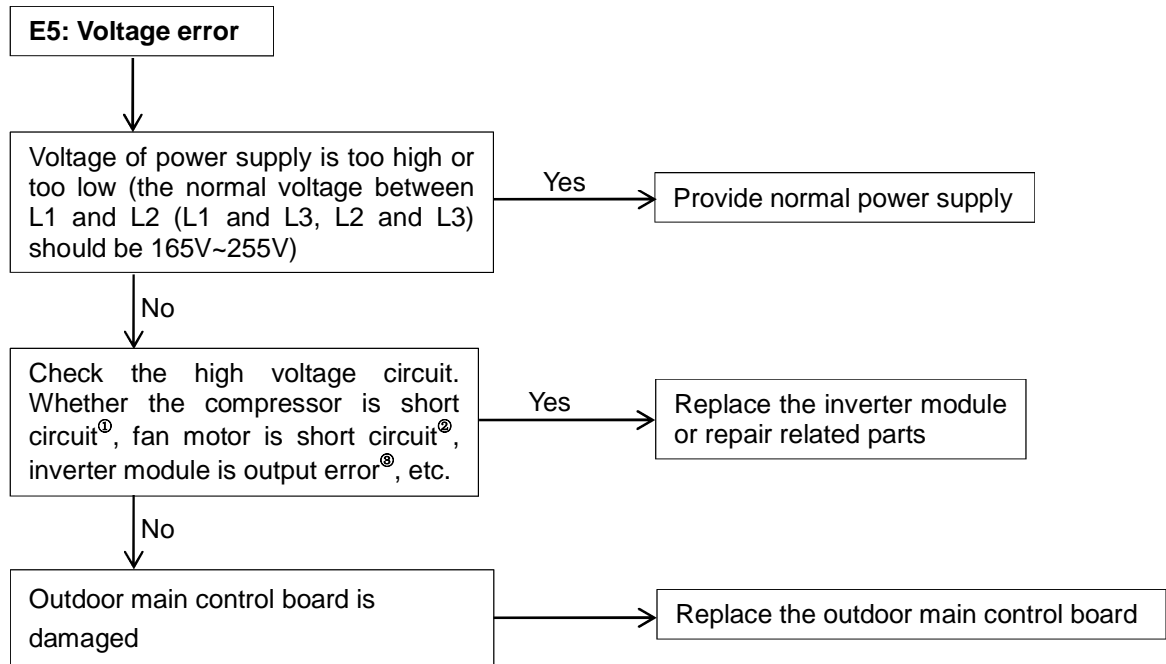 E5: Voltage error
Voltage of power supply is too high or
too low (the normal voltage between
L1 and L2 (L1 and L3, L2 and L3)
should be 165V~255V)
Yes
Provide normal power supply
No
Check the high voltage circuit.
Whether the compressor is short
circuit①, fan motor is short circuit②,
inverter module is output error③, etc.
Yes
Replace the inverter module
or repair related parts
No
Outdoor main control board is
damaged
Replace the outdoor main control board